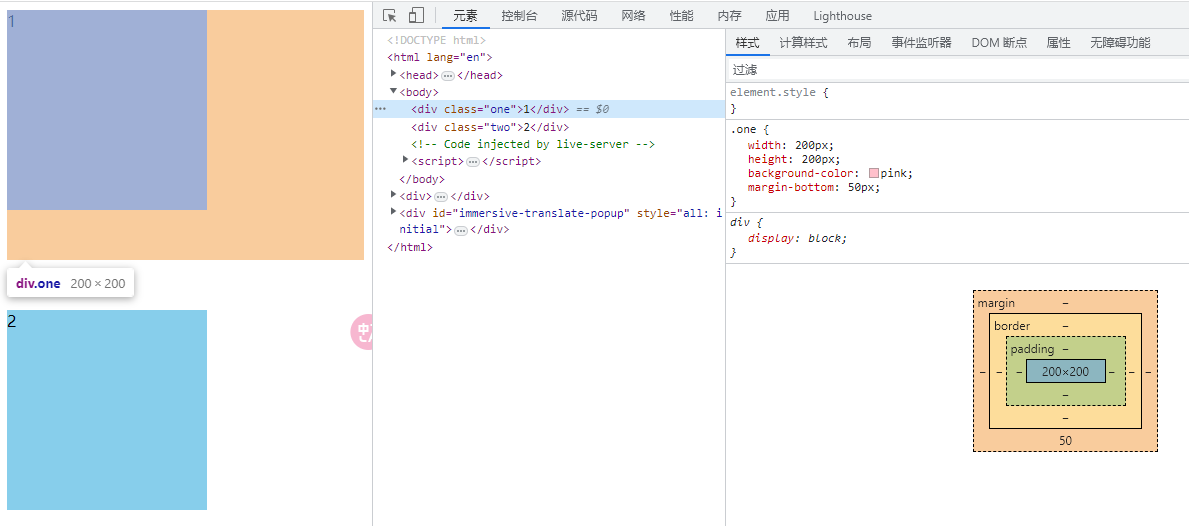 1
div.one 200 × 200
2
中
元素 控制台 源代码 网络 性能 内存 应用 Lighthouse
<!DOCTYPE html>
<html lang="en">
<head>…</head>
<body>
… <div class="one">1</div> == $0
<div class="two">2</div>
<!-- Code injected by live-server -->
<script>…</script>
</body>
<div>…</div>
<div id="immersive-translate-popup" style="all: i
nitial">…</div>
</html>
样式 计算样式 布局 事件监听器 DOM 断点 属性 无障碍功能
过滤
element.style {
}
.one {
width: 200px;
height: 200px;
background-color: pink;
margin-bottom: 50px;
}
div {
display: block;
}
margin –
border –
padding –
– – – 200×200 – – –
–
–
50